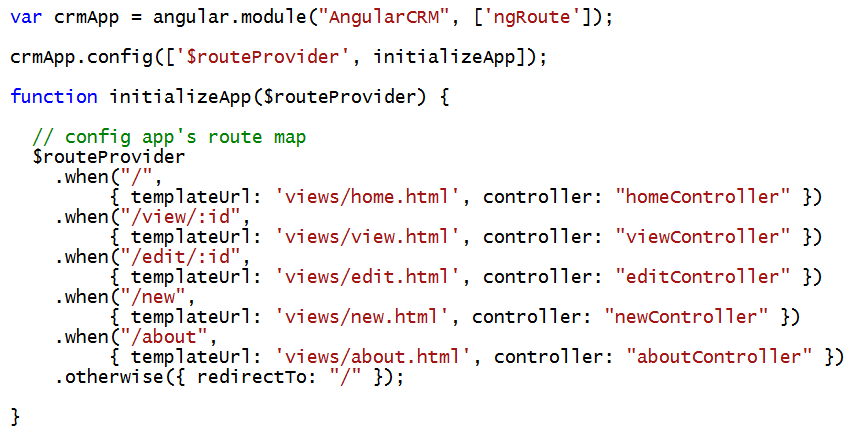 var crmApp = angular.module("AngularCRM", ['ngRoute']);
crmApp.config(['$routeProvider', initializeApp]);
function initializeApp($routeProvider) {
// config app's route map
$routeProvider
.when("/",
{ templateUrl: 'views/home.html', controller: "homeController" })
.when("/view/:id",
{ templateUrl: 'views/view.html', controller: "viewController" })
.when("/edit/:id",
{ templateUrl: 'views/edit.html', controller: "editController" })
.when("/new",
{ templateUrl: 'views/new.html', controller: "newController" })
.when("/about",
{ templateUrl: 'views/about.html', controller: "aboutController" })
.otherwise({ redirectTo: "/" });
}